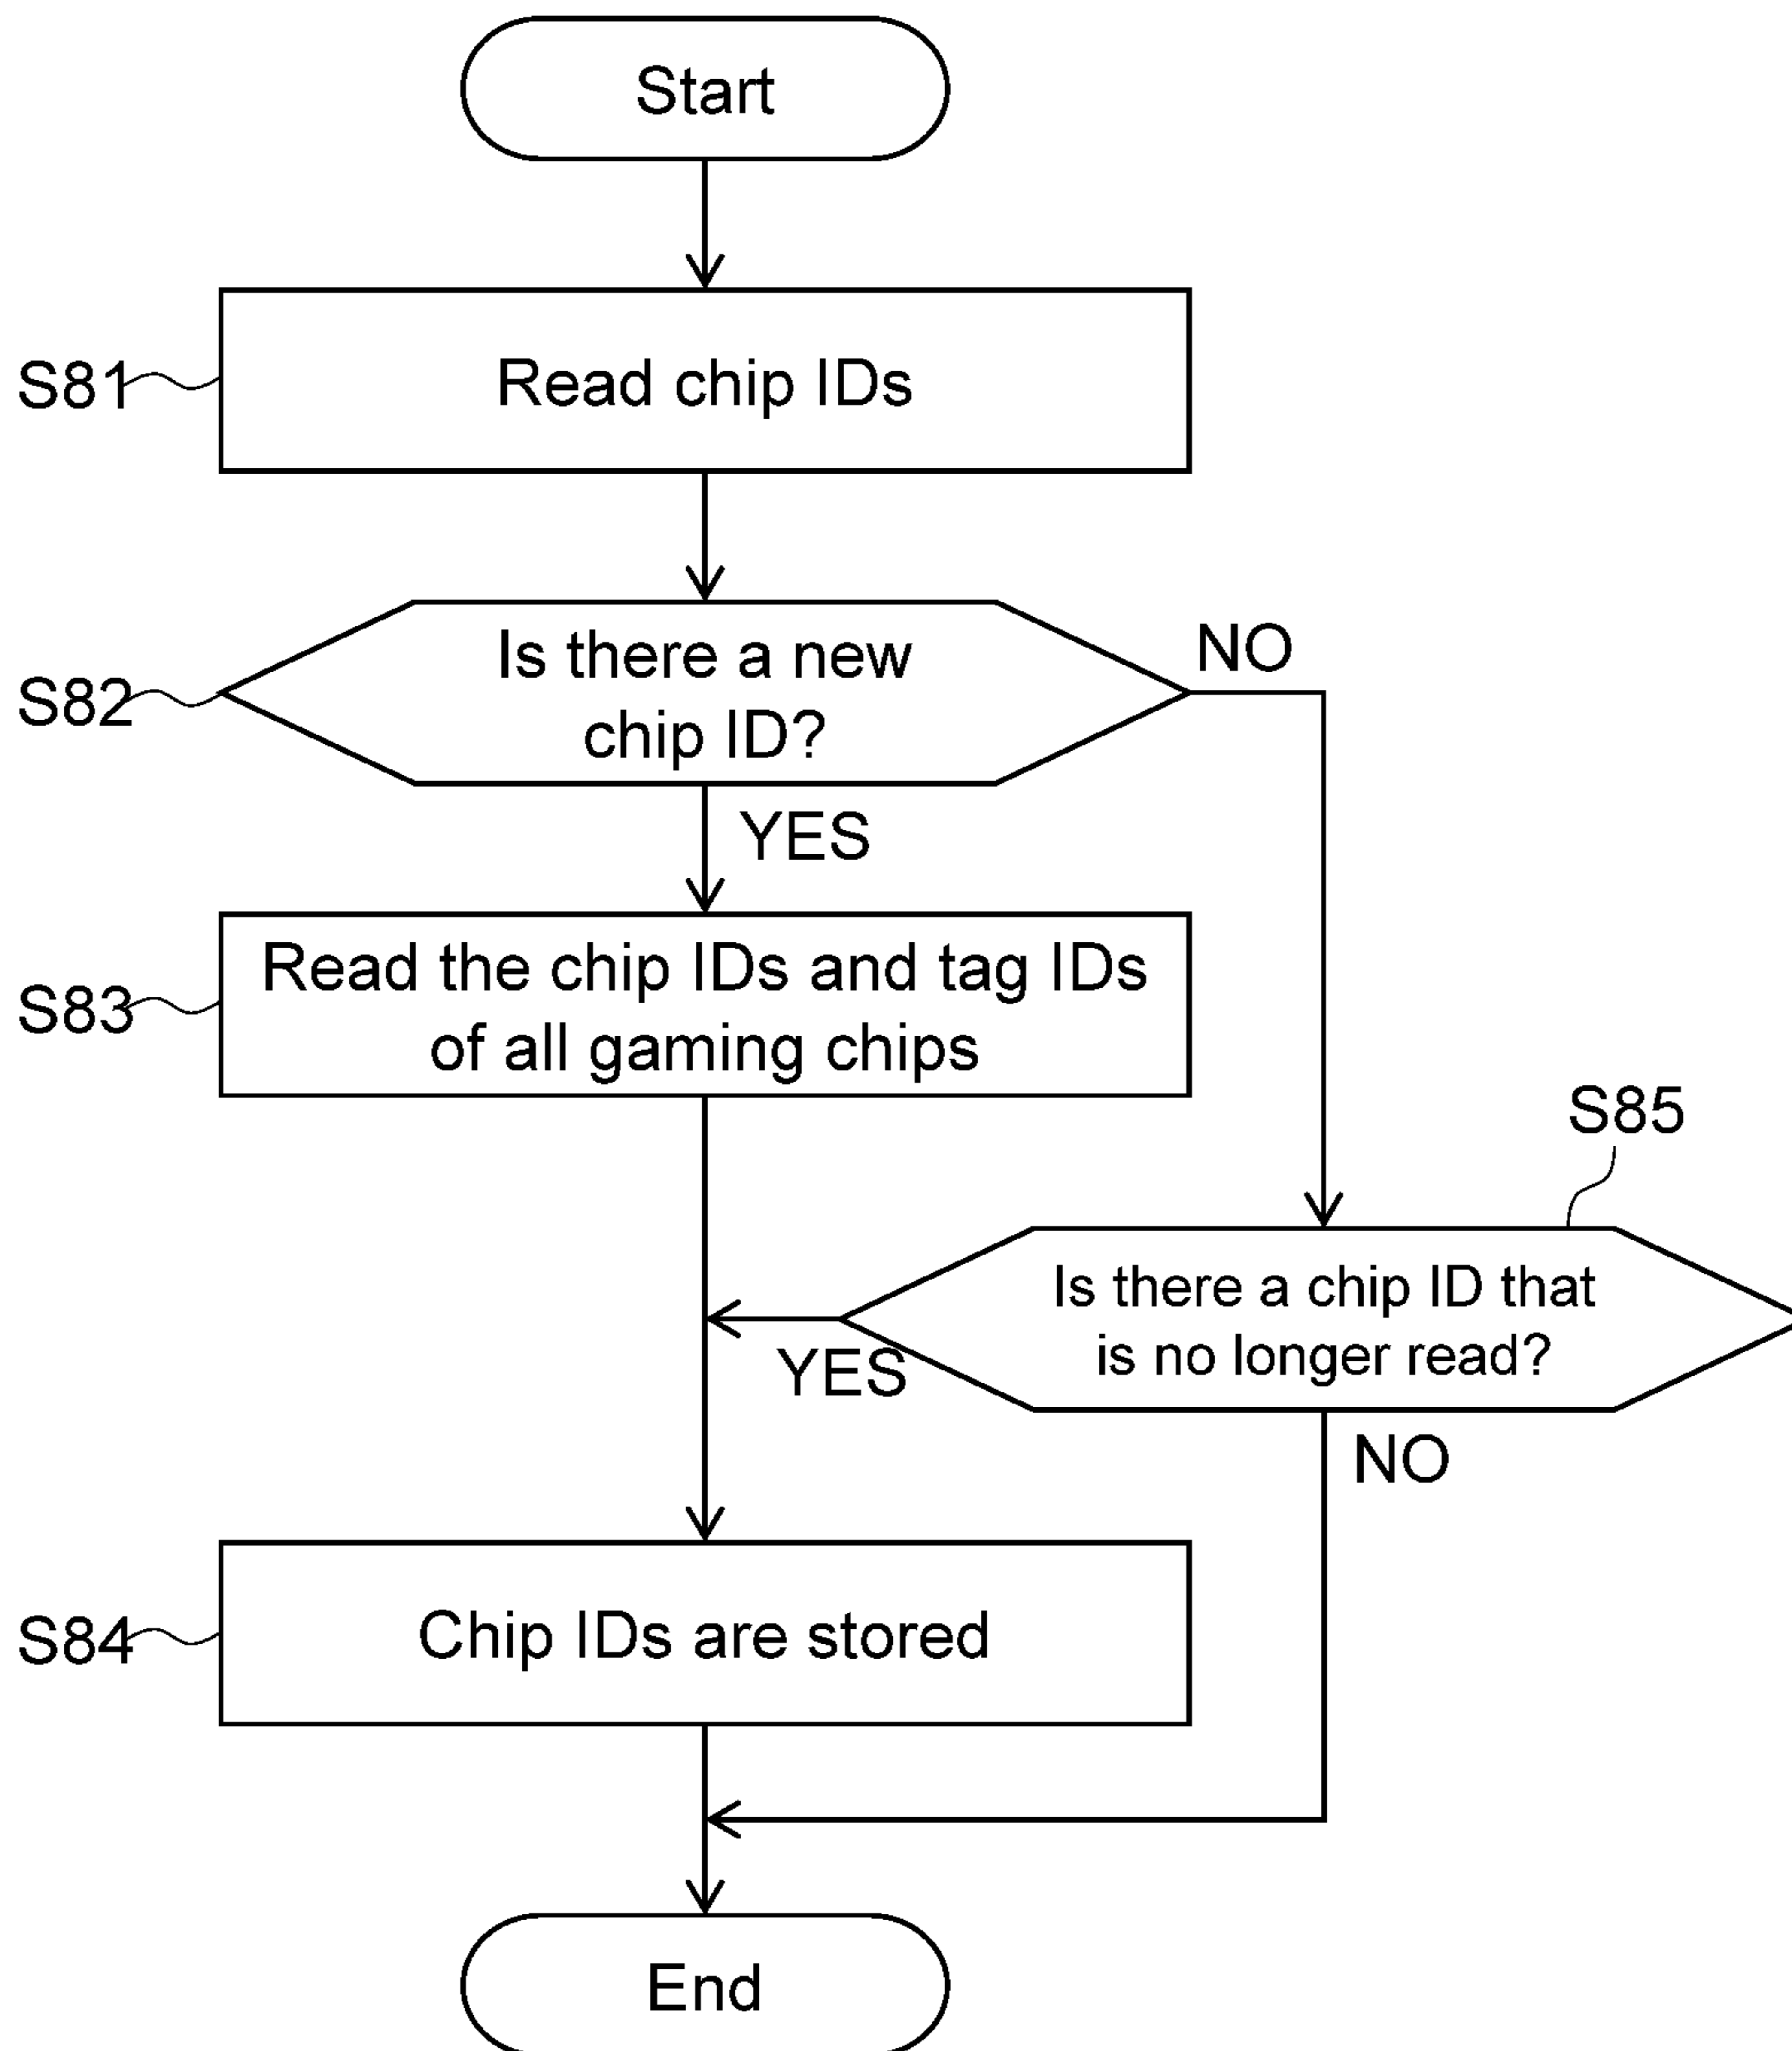 Start
S81
Read chip IDs
S82
Is there a new
chip ID?
NO
YES
S83
Read the chip IDs and tag IDs
of all gaming chips
S85
Is there a chip ID that
is no longer read?
YES
NO
S84
Chip IDs are stored
End